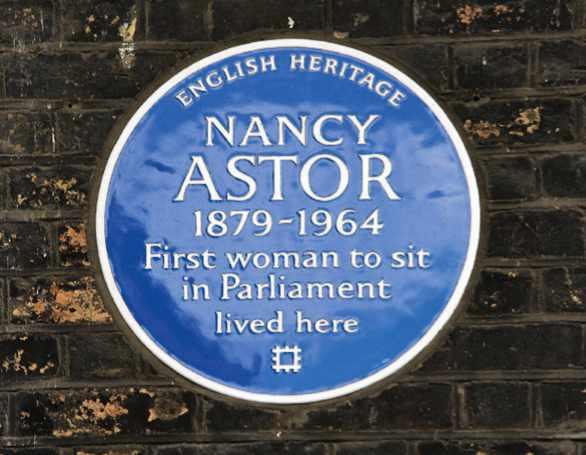 ENGLISH HERITAGE
NANCY
ASTOR
1879-1964
First woman to sit
in Parliament
lived here